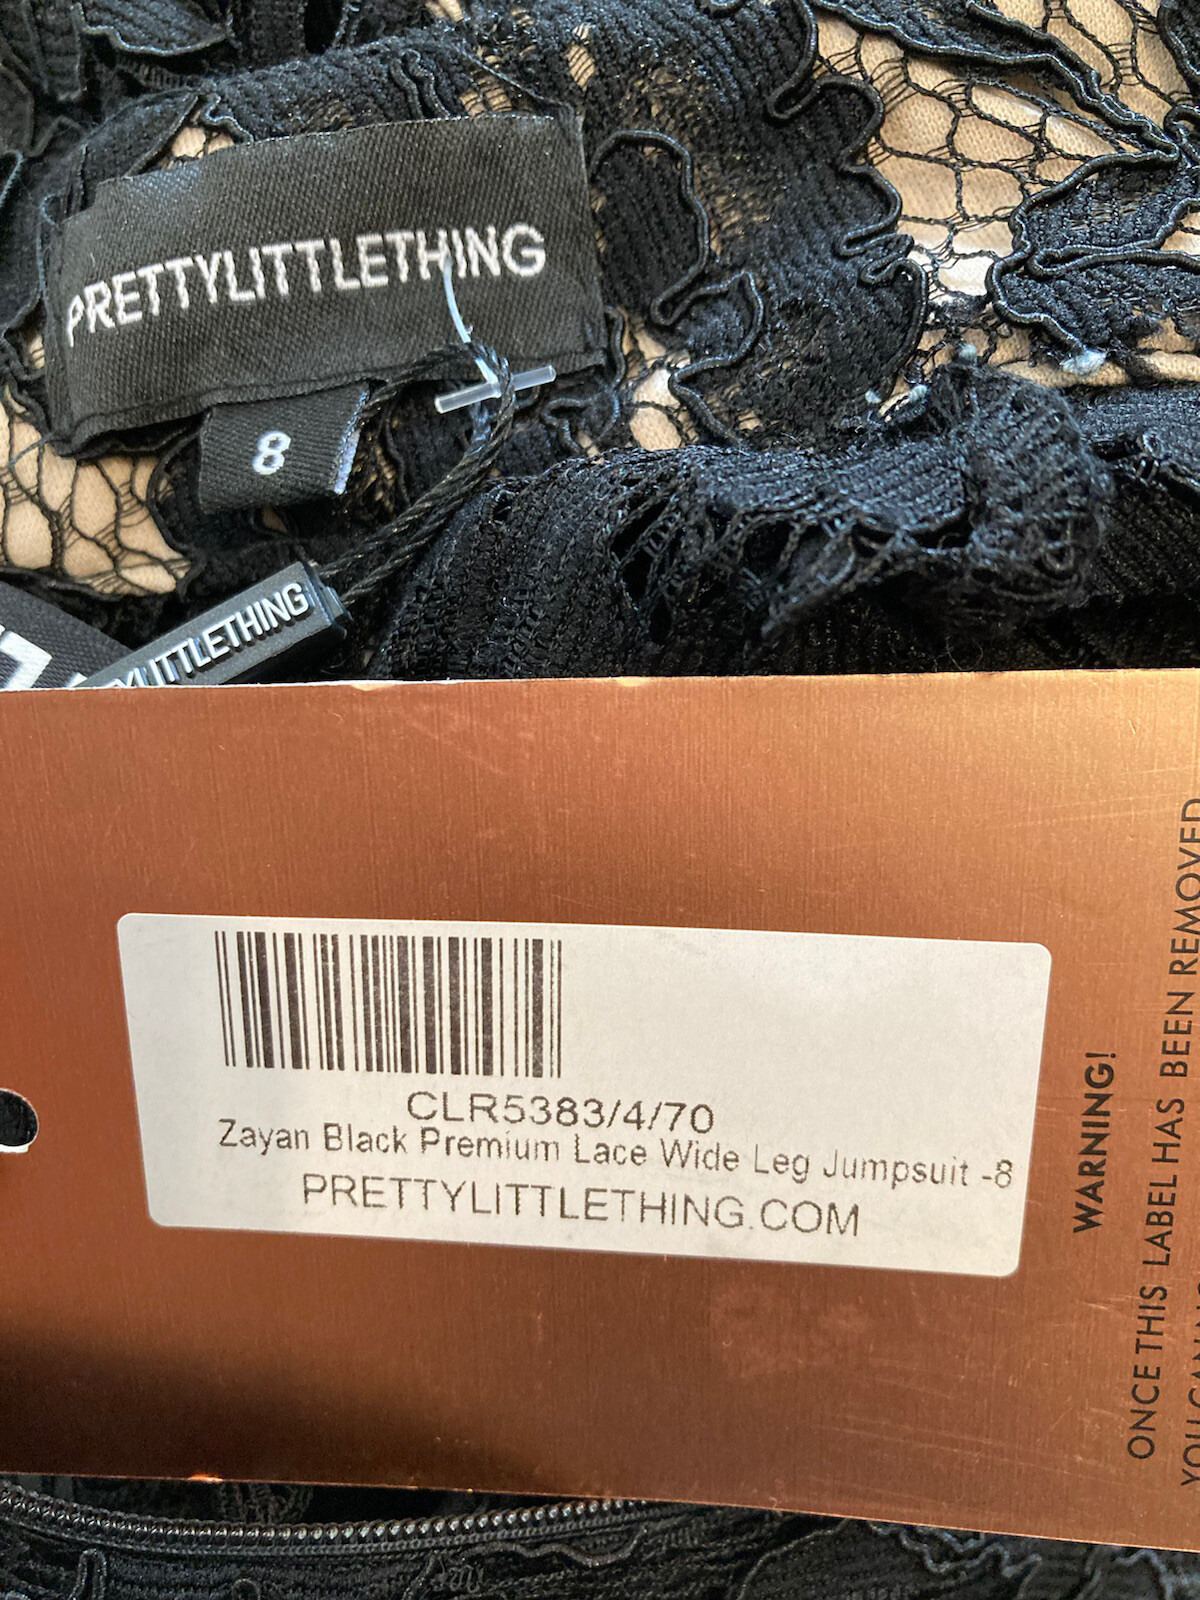 PRETTYLITTLETHING
8
YLITTLETHING
CLR5383/4/70
Zayan Black Premium Lace Wide Leg Jumpsuit -8
PRETTYLITTLETHING.COM
WARNING!
ONCE THIS LABEL HAS BEEN REMOVED